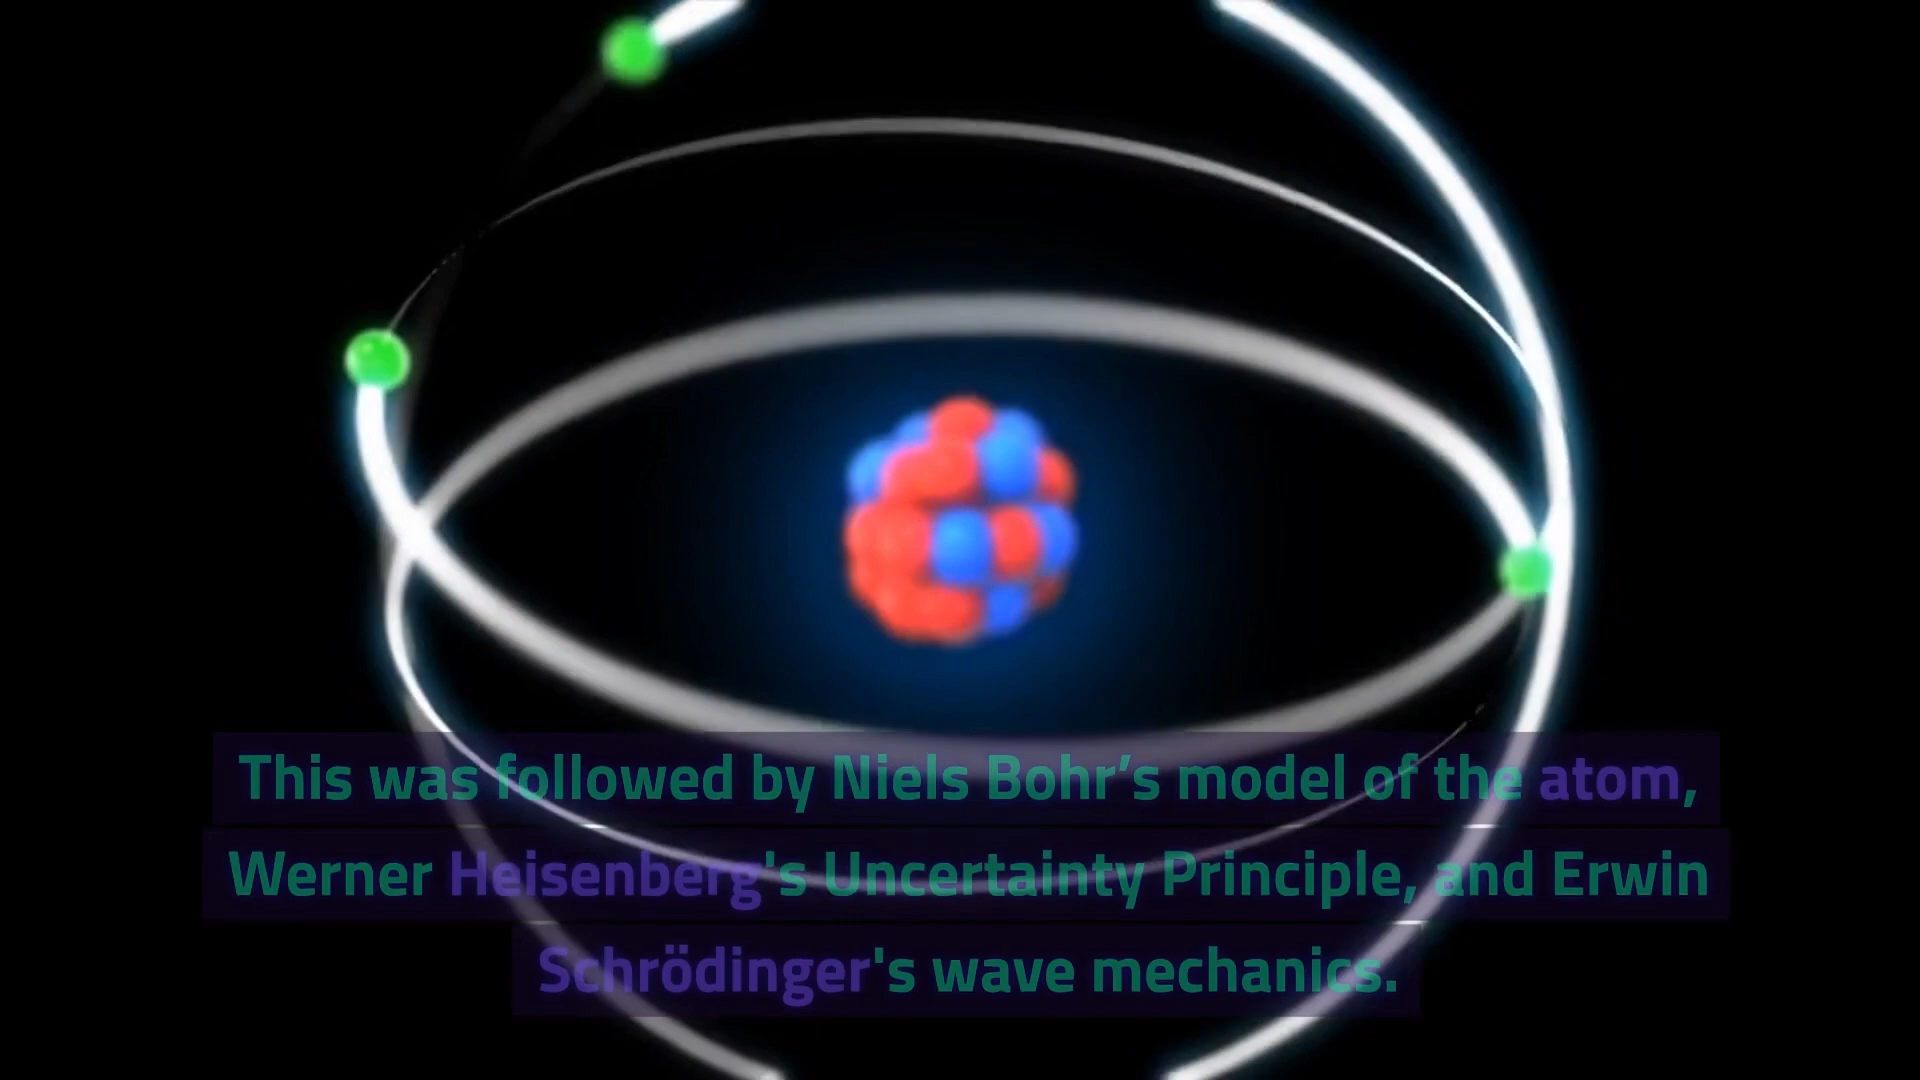 This was followed by Niels Bohr’s model of the atom,
Werner Heisenberg's Uncertainty Principle, and Erwin
Schrödinger's wave mechanics.